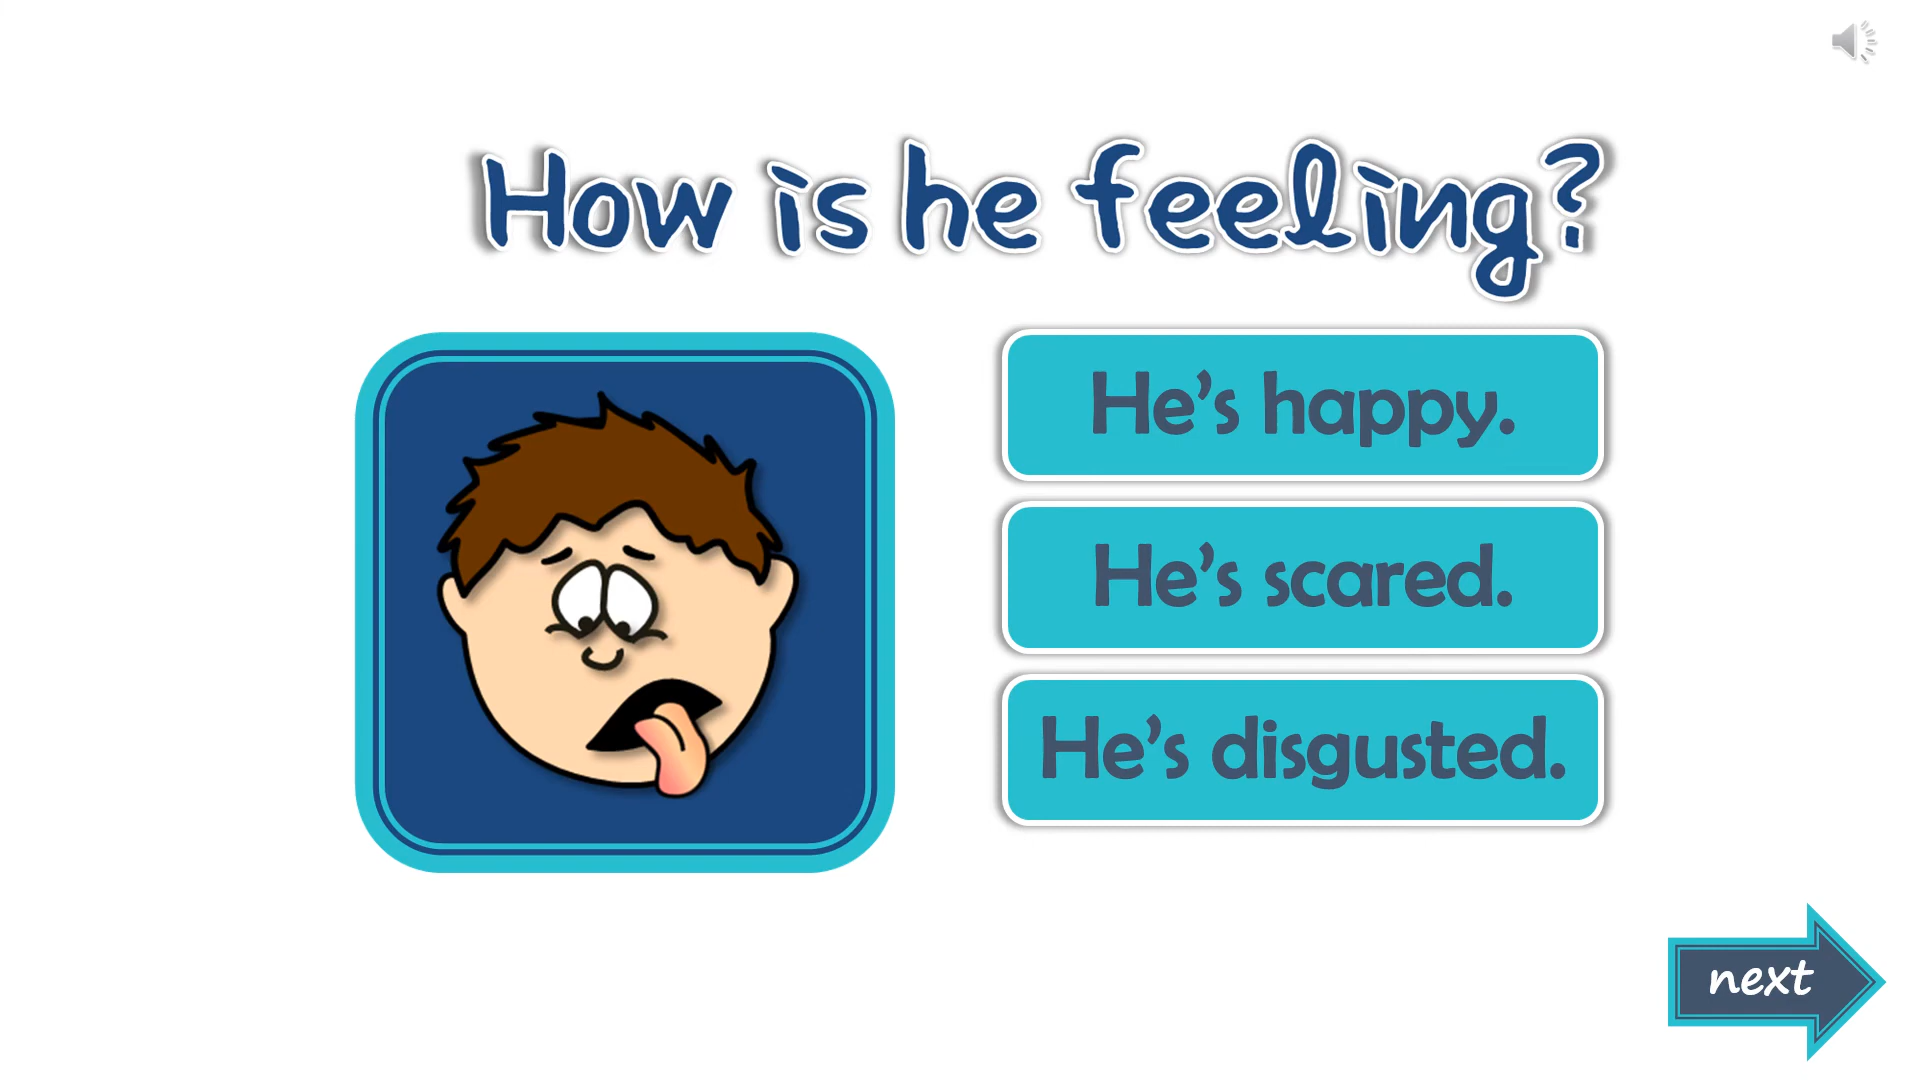 How is he feeling?
He’s happy.
He’s scared.
He’s disgusted.
next